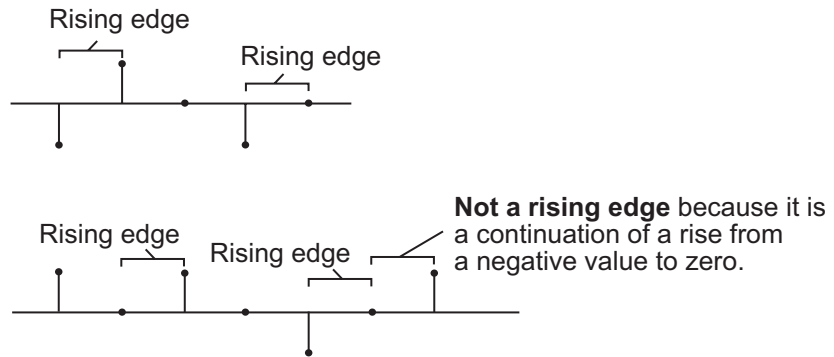 Rising edge
Rising edge
Not a rising edge because it is
a continuation of a rise from
a negative value to zero.
Rising edge
Rising edge